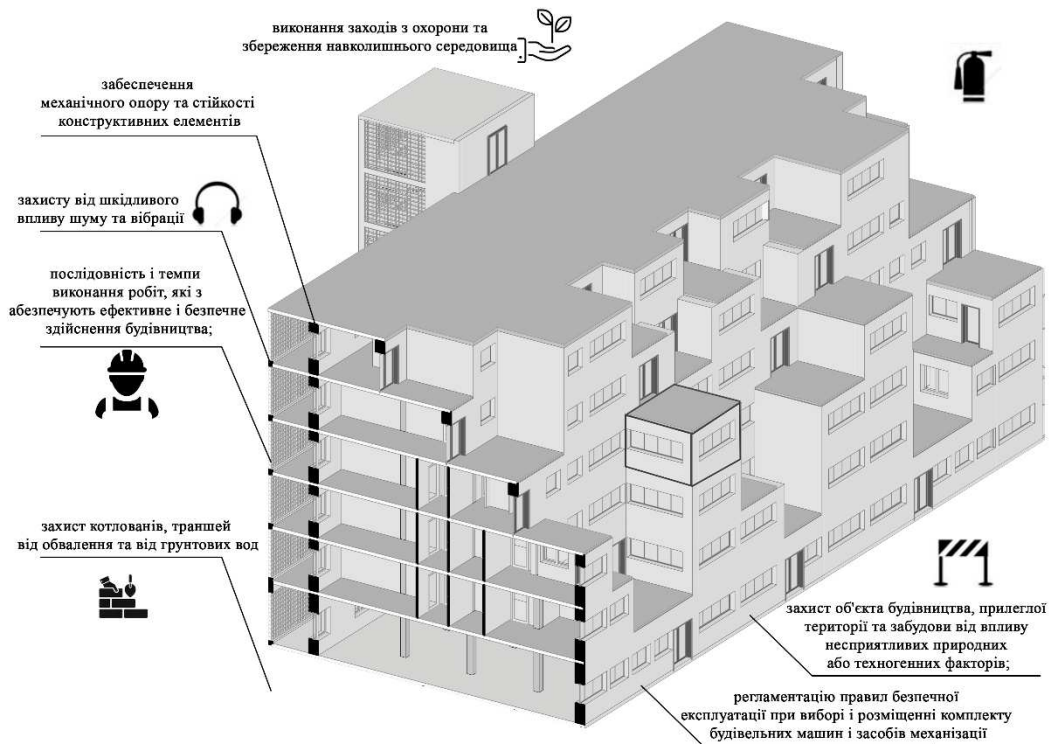 виконання заходів з охорони та
збереження навколишнього середовища
забеспечення
механічного опору та стійкості
конструктивних елементів
захисту від шкідливого
впливу шуму та вібрації
послідовність і темпи
виконання робіт, які з
абезпечують ефективне і безпечне
здійснення будівництва;
захист котлованів, траншей
від обвалення та від грунтових вод
захист об'єкта будівництва, прилеглої
території та забудови від впливу
несприятливих природних
або техногенних факторів;
регламентацію правил безпечної
експлуатації при виборі і розміщенні комплекту
будівельних машин і засобів механізації